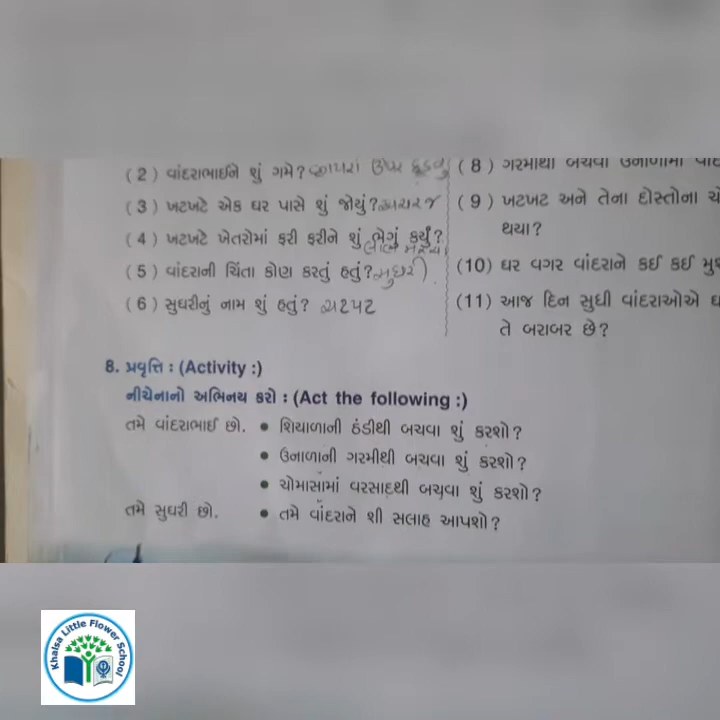 (2) વાંદરાભાઈને શું ગમે? છાપરા ઉપર કૂદવું
(3) ખટખટે એક ઘર પાસે શું જોયું? અચરજ
(4) ખટખટે ખેતરોમાં ફરી ફરીને શું ભેગું કર્યું?
(5) વાંદરાની ચિંતા કોણ કરતું હતું? સુઘરી.
(6) સુઘરીનું નામ શું હતું? ચટપટ
(8) ગરમીથી બચવા ઉનાળામાં
(9) ખટખટ અને તેના દોસ્તોના
થયા?
(10) ઘર વગર વાંદરાને કઈ કઈ
(11) આજ દિન સુધી વાંદરાઓએ
તે બરાબર છે?
8. પ્રવૃત્તિ : (Activity :)
નીચેનાનો અભિનય કરો : (Act the following :)
તમે વાંદરાભાઈ છો. • શિયાળાની ઠંડીથી બચવા શું કરશો?
• ઉનાળાની ગરમીથી બચવા શું કરશો?
• ચોમાસામાં વરસાદથી બચવા શું કરશો?
તમે સુઘરી છો. • તમે વાંદરાને શી સલાહ આપશો?
Khalsa Little Flower School